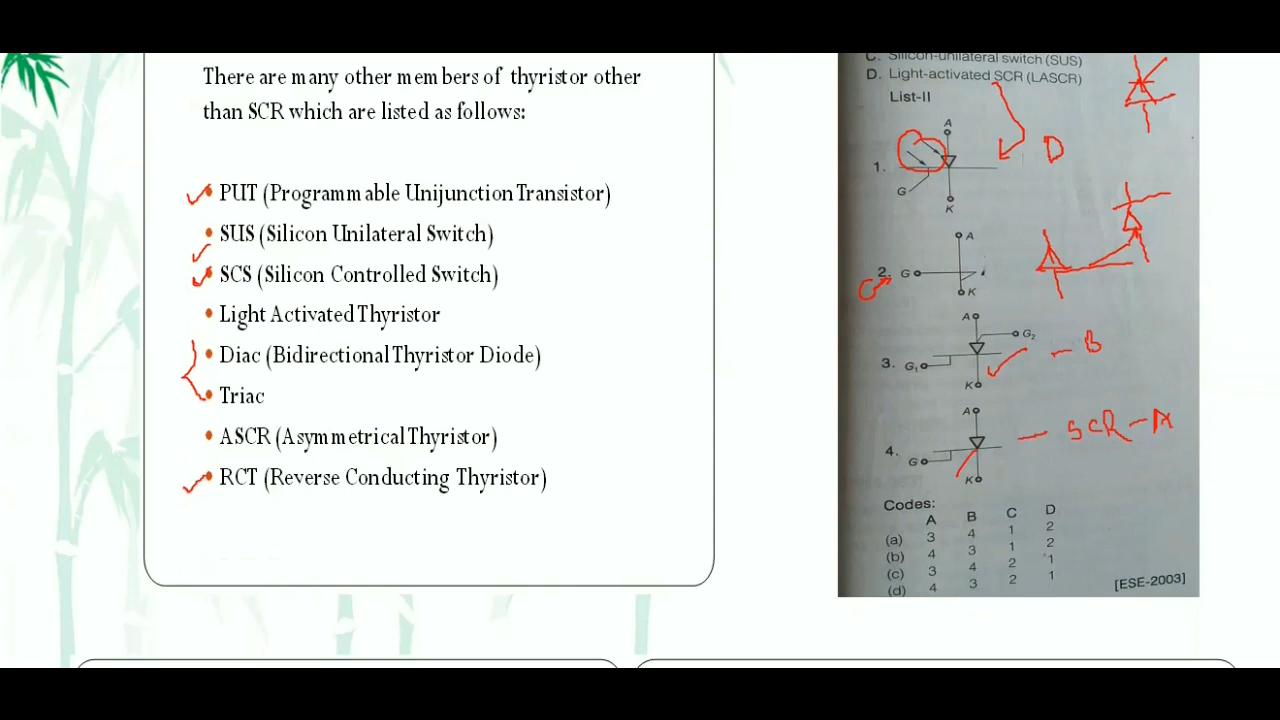 There are many other members of thyristor other
than SCR which are listed as follows:
• PUT (Programmable Unijunction Transistor)
• SUS (Silicon Unilateral Switch)
• SCS (Silicon Controlled Switch)
• Light Activated Thyristor
• Diac (Bidirectional Thyristor Diode)
• Triac
• ASCR (Asymmetrical Thyristor)
• RCT (Reverse Conducting Thyristor)
C. Silicon-unilateral switch (SUS)
D. Light-activated SCR (LASCR)
List-II
A
1. D
G
K
A
2. G
C
K
A
G2
3. G1 - B
K
A
4. G - SCR - A
K
Codes:
A B C D
(a) 3 4 1 2
(b) 4 3 1 2
(c) 3 4 2 1
(d) 4 3 2 1
[ESE-2003]